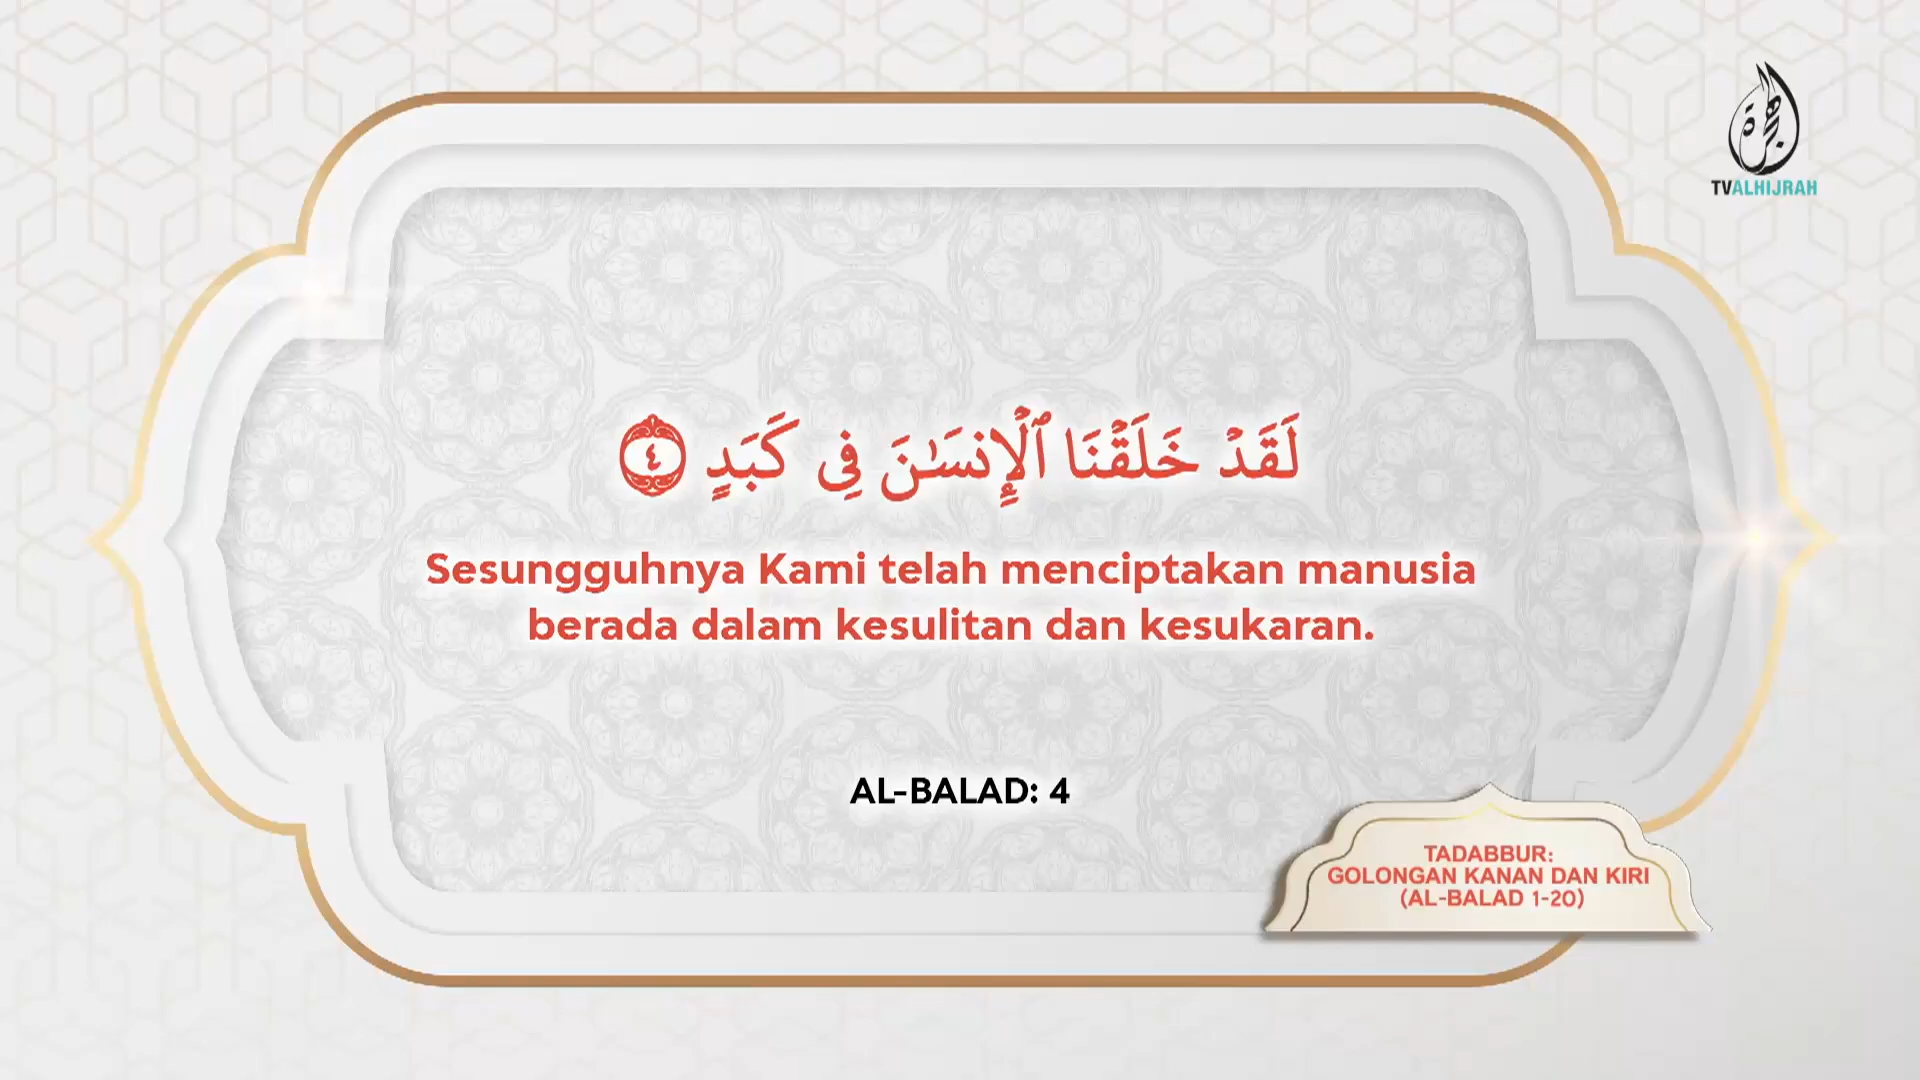 هجرة
TVALHIJRAH
لَقَدْ خَلَقْنَا ٱلْإِنسَـٰنَ فِى كَبَدٍ ٤
Sesungguhnya Kami telah menciptakan manusia
berada dalam kesulitan dan kesukaran.
AL-BALAD: 4
TADABBUR:
GOLONGAN KANAN DAN KIRI
(AL-BALAD 1-20)